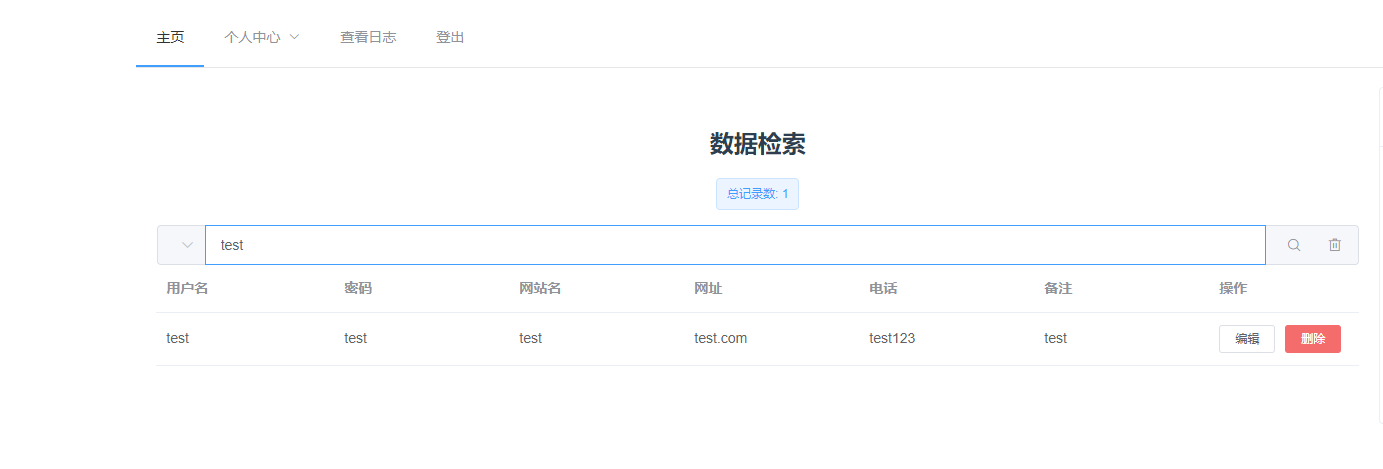 主页 个人中心 查看日志 登出
数据检索
总记录数: 1
test
用户名 密码 网站名 网址 电话 备注 操作
test test test test.com test123 test 编辑 删除